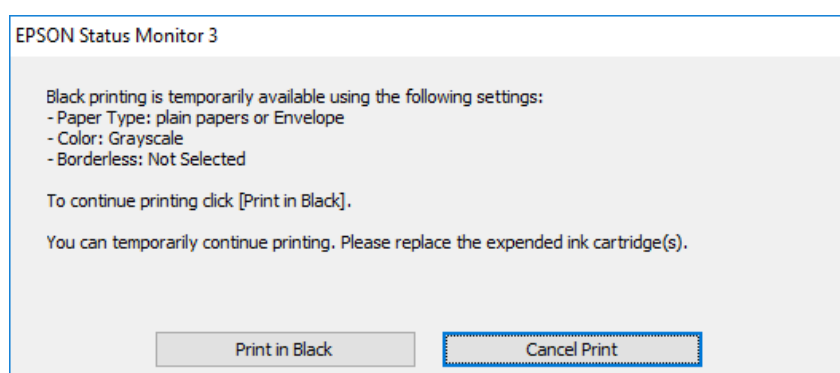 EPSON Status Monitor 3
Black printing is temporarily available using the following settings:
- Paper Type: plain papers or Envelope
- Color: Grayscale
- Borderless: Not Selected
To continue printing click [Print in Black].
You can temporarily continue printing. Please replace the expended ink cartridge(s).
Print in Black
Cancel Print